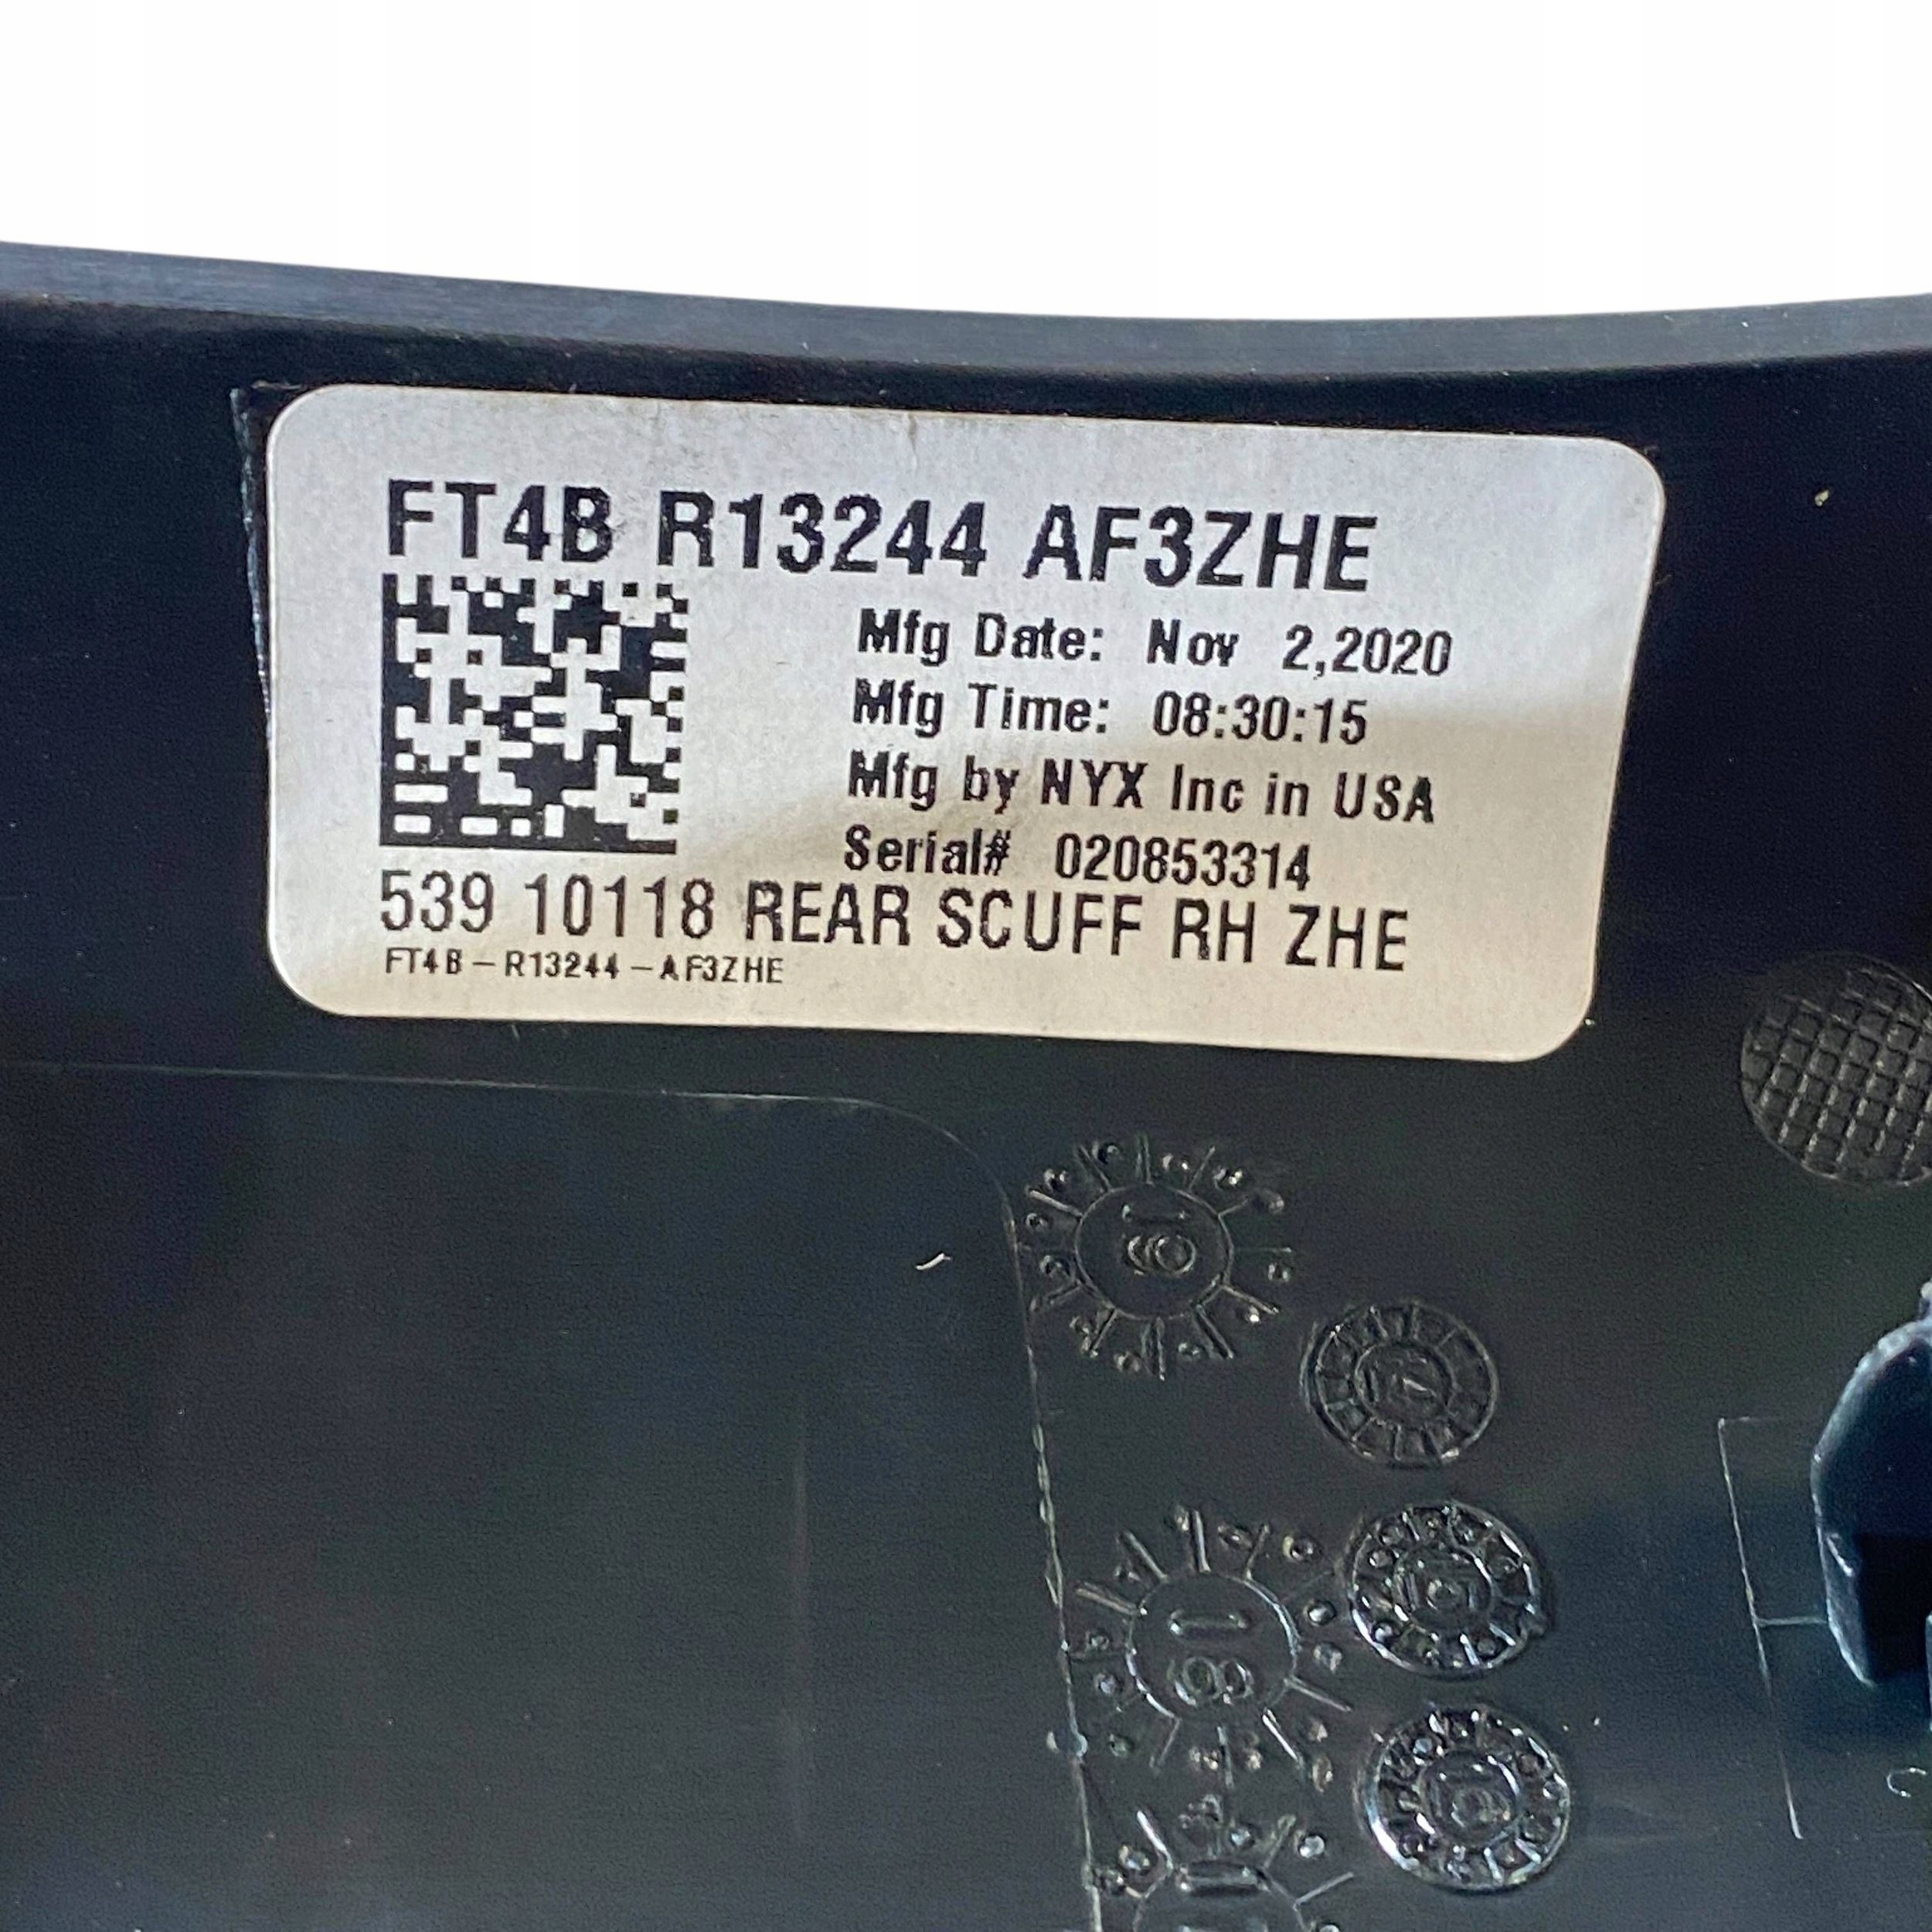 FT4B R13244 AF3ZHE
Mfg Date: Nov 2,2020
Mfg Time: 08:30:15
Mfg by NYX Inc in USA
Serial# 020853314
539 10118 REAR SCUFF RH ZHE
FT4B-R13244-AF3ZHE